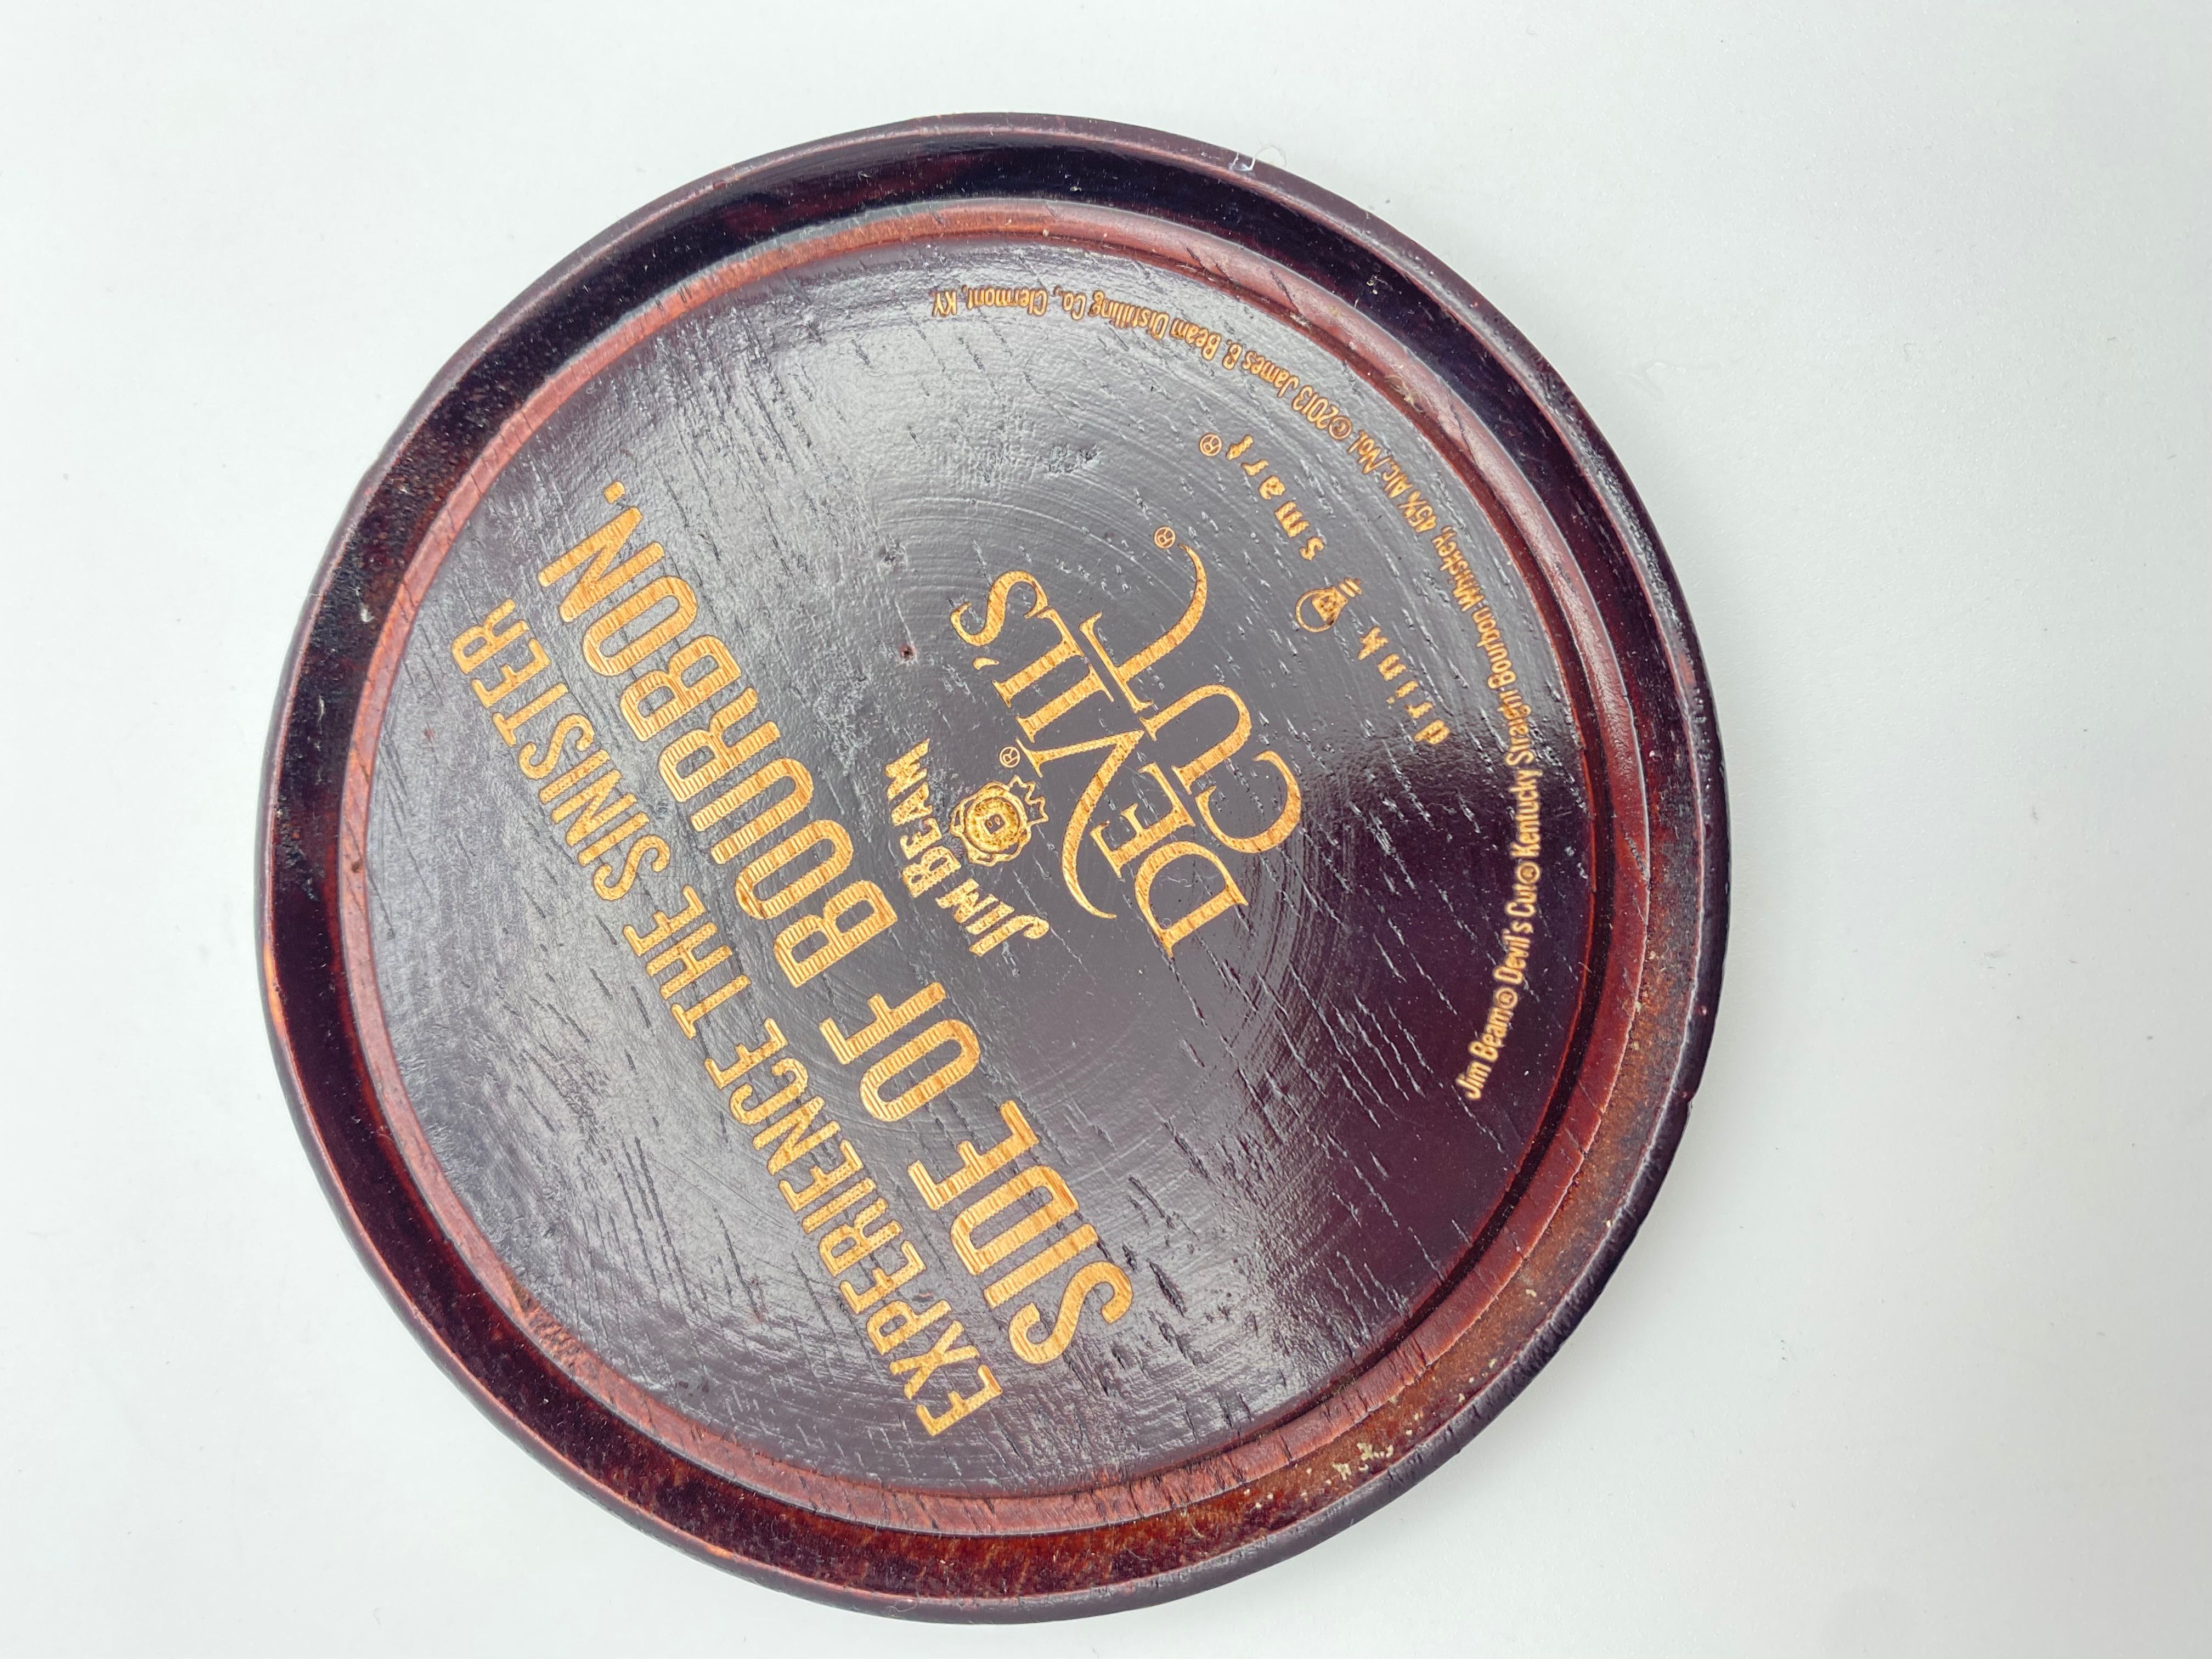 EXPERIENCE THE SINISTER
SIDE OF BOURBON.
JIM BEAM
®
DEVIL'S
CUT®
drink smart®
Jim Beam® Devil's Cut® Kentucky Straight Bourbon Whiskey, 45% Alc./Vol. ©2013 James B. Beam Distilling Co., Clermont, KY.